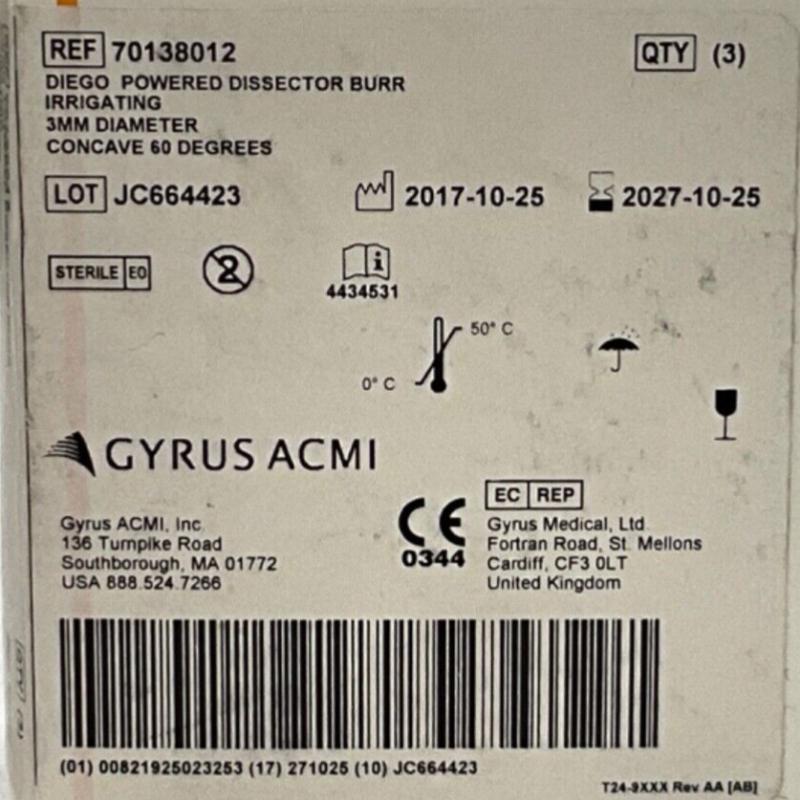 REF 70138012 QTY (3)
DIEGO POWERED DISSECTOR BURR
IRRIGATING
3MM DIAMETER
CONCAVE 60 DEGREES
LOT JC664423 2017-10-25 2027-10-25
STERILE EO 2 i
4434531
50° C
0° C
GYRUS ACMI
EC REP
Gyrus ACMI, Inc
136 Turnpike Road
Southborough, MA 01772
USA 888.524.7266
CE
0344
Gyrus Medical, Ltd
Fortran Road, St. Mellons
Cardiff, CF3 0LT
United Kingdom
(01) 00821925023253 (17) 271025 (10) JC664423
T24-9XXX Rev AA [AB]